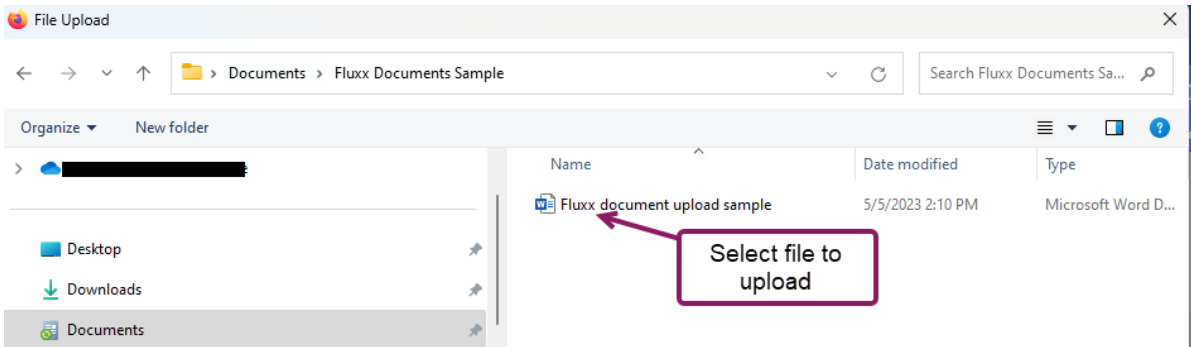 File Upload
Documents > Fluxx Documents Sample
Search Fluxx Documents Sa...
Organize
New folder
Name
Date modified
Type
Fluxx document upload sample
5/5/2023 2:10 PM
Microsoft Word D...
Select file to
upload
Desktop
Downloads
Documents